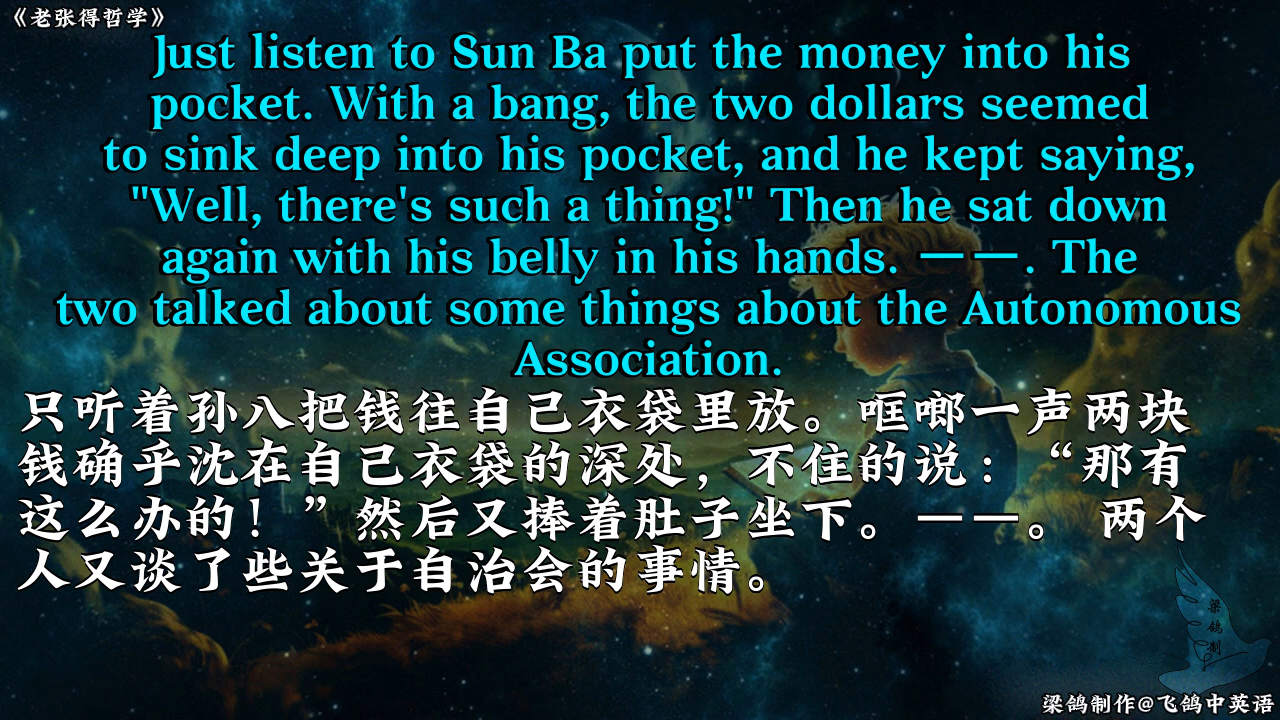 《老张得哲学》
Just listen to Sun Ba put the money into his
pocket. With a bang, the two dollars seemed
to sink deep into his pocket, and he kept saying,
"Well, there's such a thing!" Then he sat down
again with his belly in his hands. 一一. The
two talked about some things about the Autonomous
Association.
只听着孙八把钱往自己衣袋里放。哐啷一声两块
钱确乎沈在自己衣袋的深处，不住的说：“那有
这么办的！”然后又捧着肚子坐下。一一。 两个
人又谈了些关于自治会的事情。
梁鸽制
梁鸽制作@飞鸽中英语